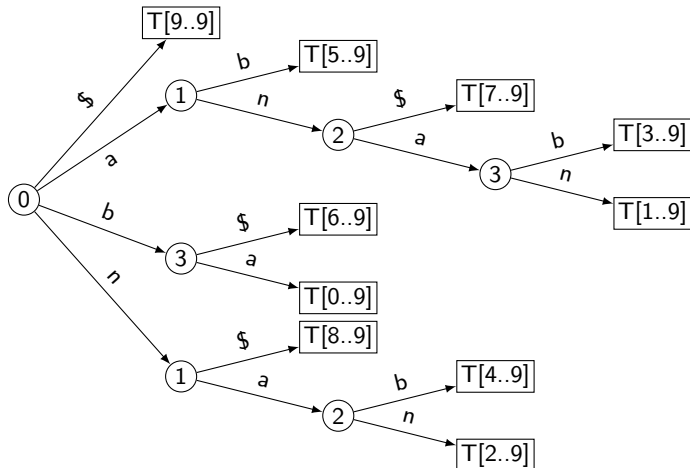 T[9..9]
$
b
T[5..9]
1
n
$
T[7..9]
a
2
a
b
T[3..9]
3
n
T[1..9]
0
b
$
T[6..9]
3
a
T[0..9]
n
$
T[8..9]
1
a
b
T[4..9]
2
n
T[2..9]